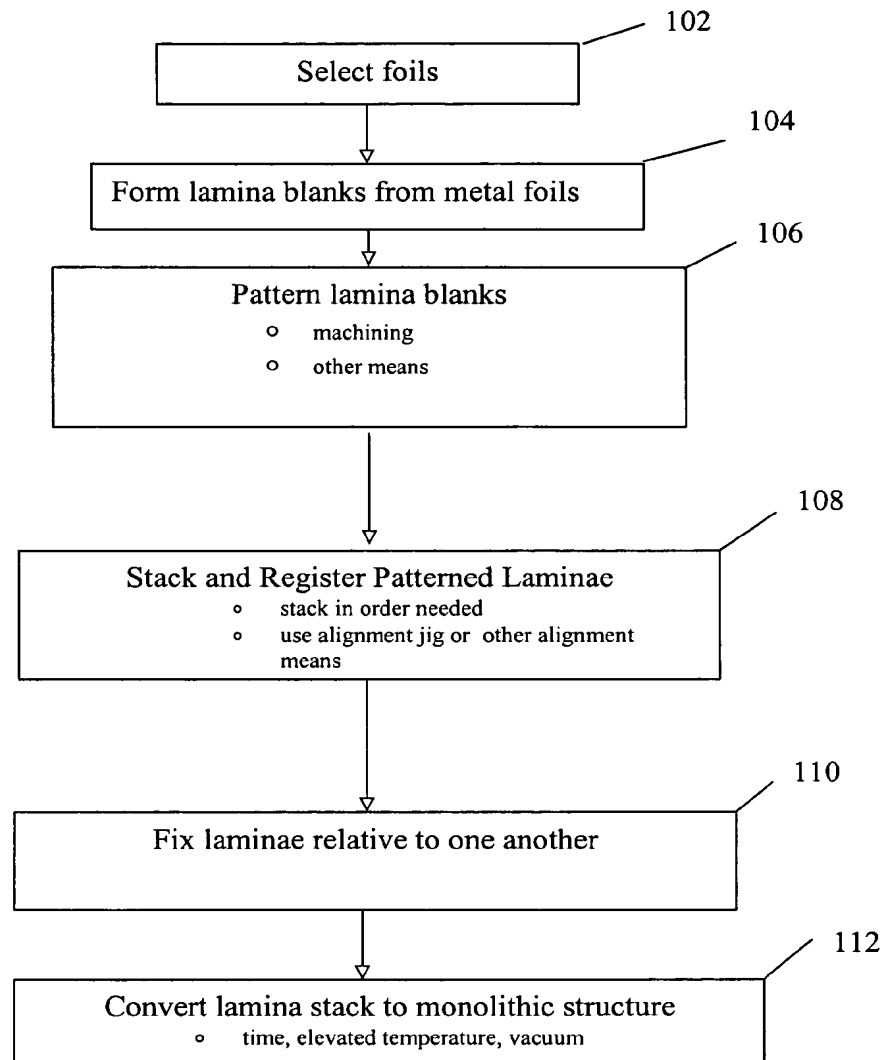 102
Select foils
104
Form lamina blanks from metal foils
106
Pattern lamina blanks
o machining
o other means
108
Stack and Register Patterned Laminae
o stack in order needed
o use alignment jig or other alignment
means
110
Fix laminae relative to one another
112
Convert lamina stack to monolithic structure
o time, elevated temperature, vacuum